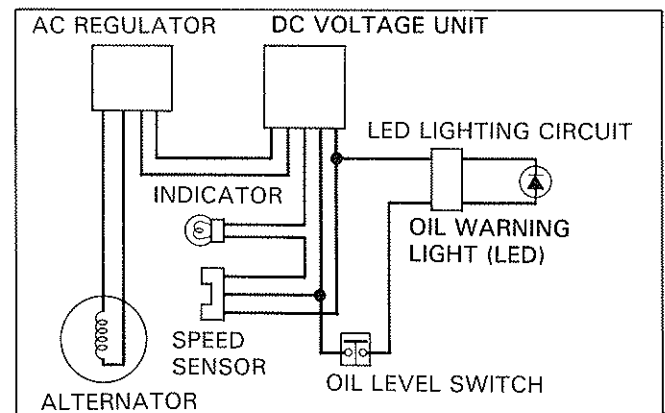 AC REGULATOR
DC VOLTAGE UNIT
LED LIGHTING CIRCUIT
INDICATOR
OIL WARNING
LIGHT (LED)
SPEED
SENSOR
OIL LEVEL SWITCH
ALTERNATOR